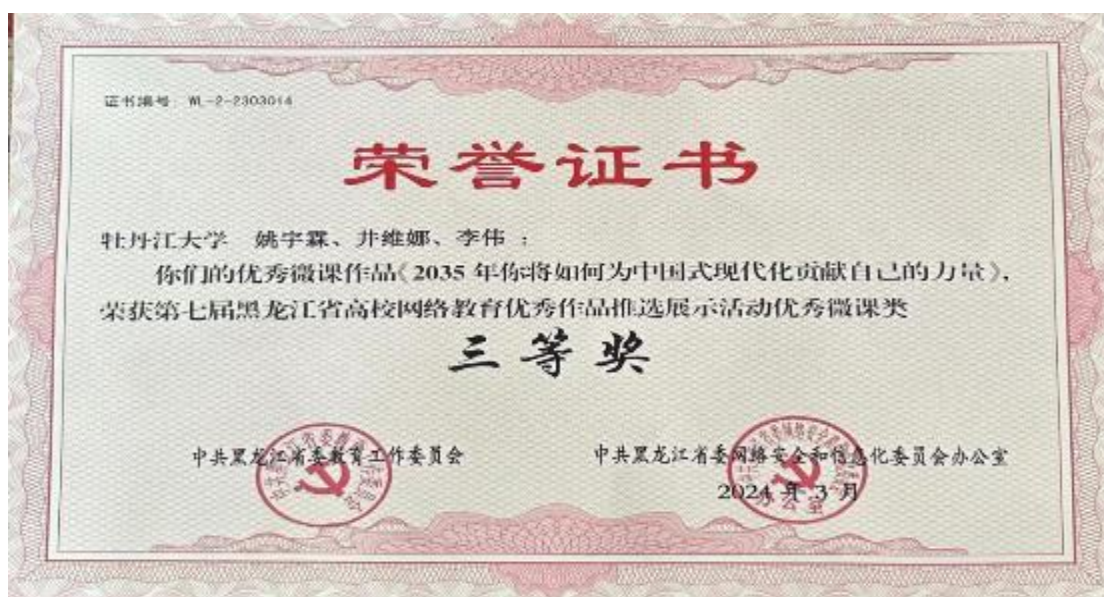 证书编号：WL-2-2303014
荣誉证书
牡丹江大学 姚宇霖、井维娜、李伟：
你们的优秀微课作品《2035年你将如何为中国式现代化贡献自己的力量》，
荣获第七届黑龙江省高校网络教育优秀作品推选展示活动优秀微课类
三等奖
中共黑龙江省委教育工作委员会
中共黑龙江省委网络安全和信息化委员会办公室
2024年3月